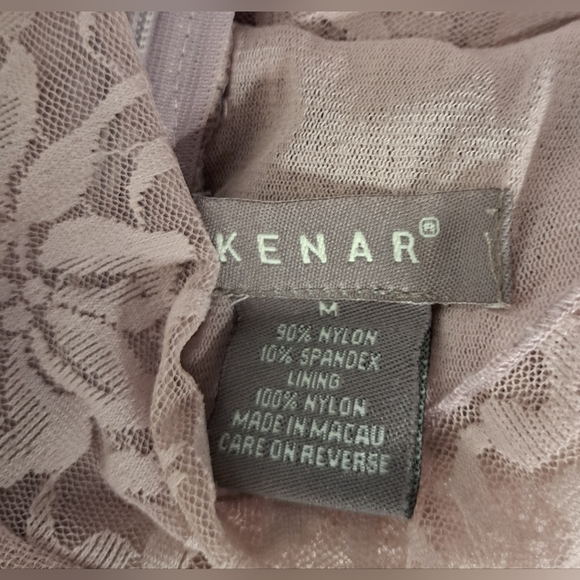 KENAR®
M
90% NYLON
10% SPANDEX
LINING
100% NYLON
MADE IN MACAU
CARE ON REVERSE